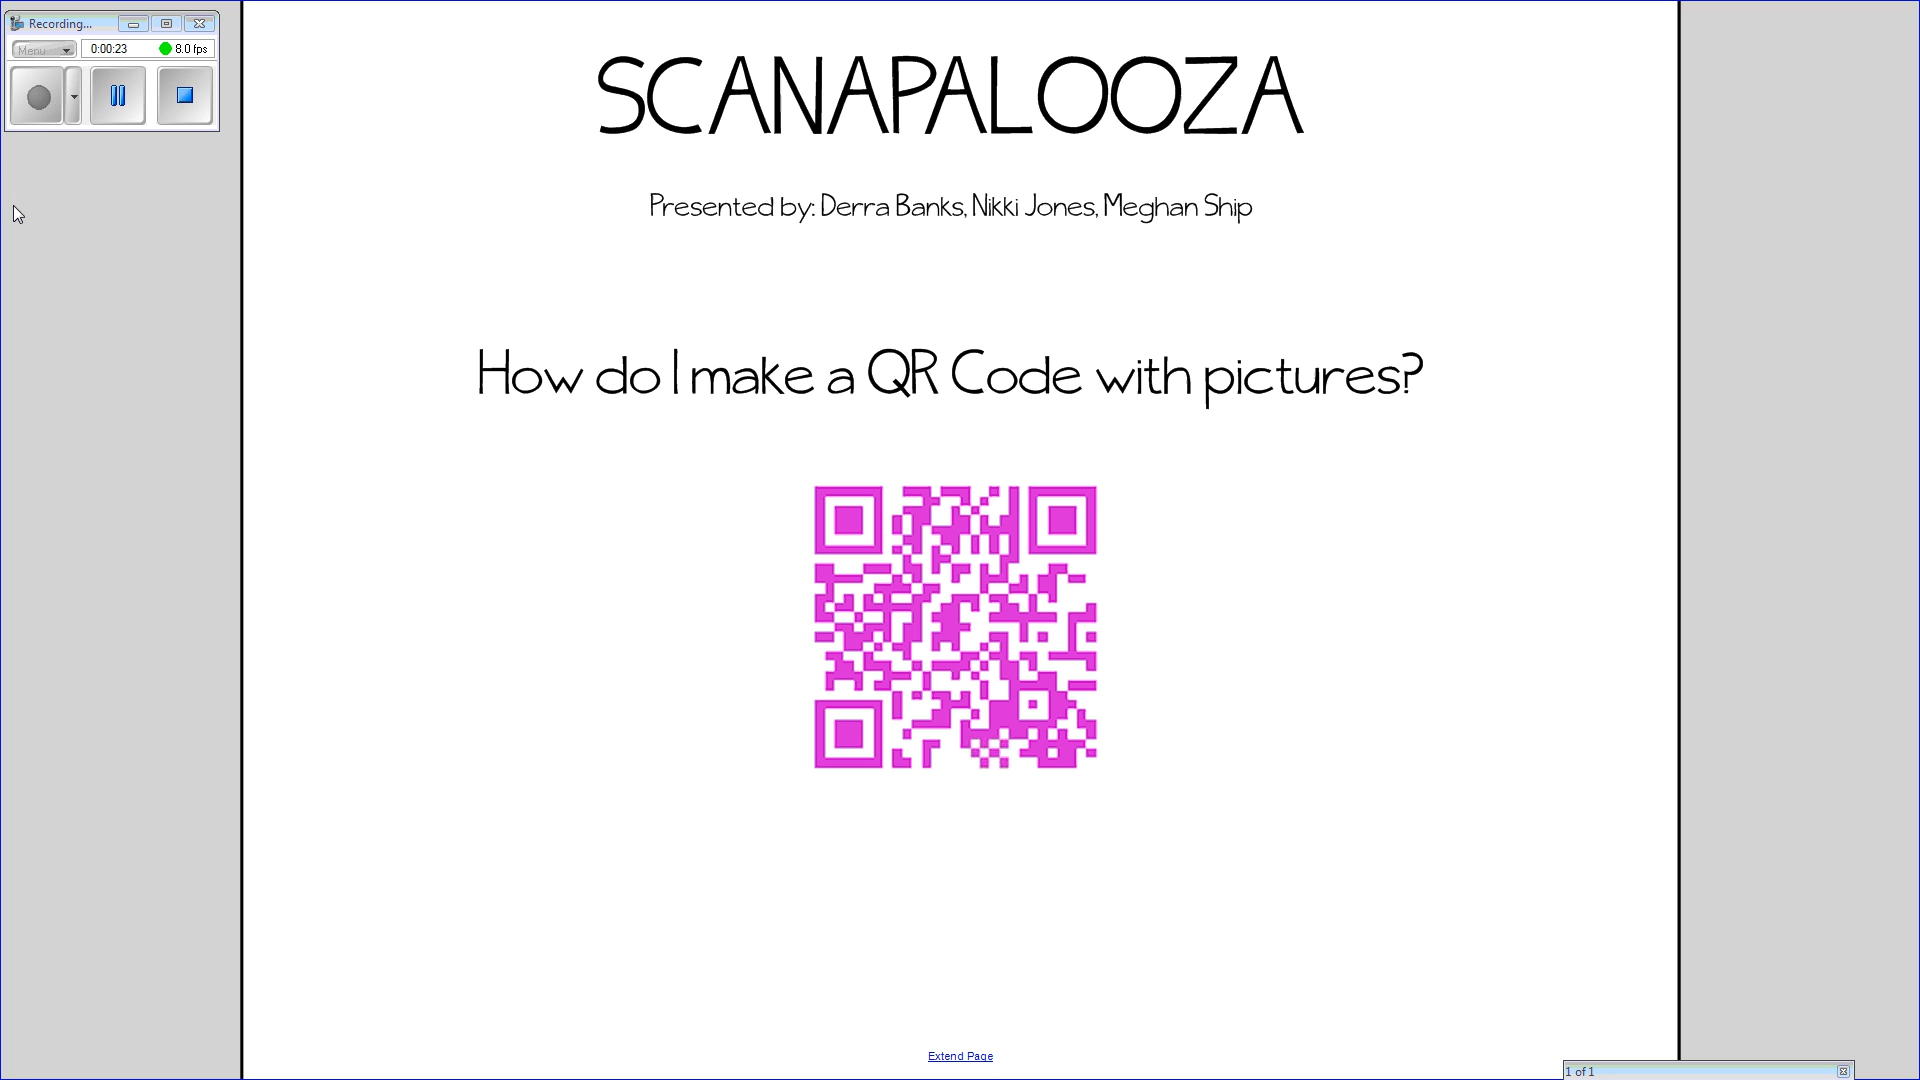 Recording...
Menu
0:00:23
8.0 fps
SCANAPALOOZA
Presented by: Derra Banks, Nikki Jones, Meghan Ship
How do I make a QR Code with pictures?
Extend Page
1 of 1